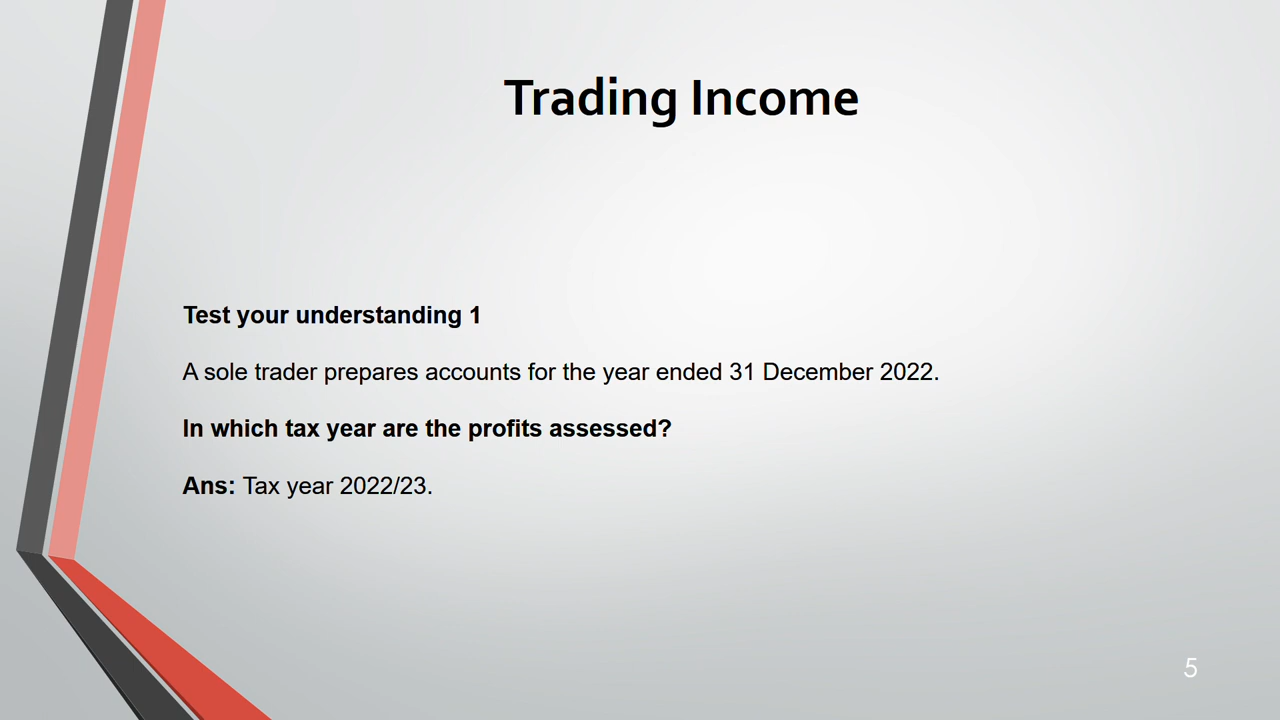 Trading Income
Test your understanding 1
A sole trader prepares accounts for the year ended 31 December 2022.
In which tax year are the profits assessed?
Ans: Tax year 2022/23.
5